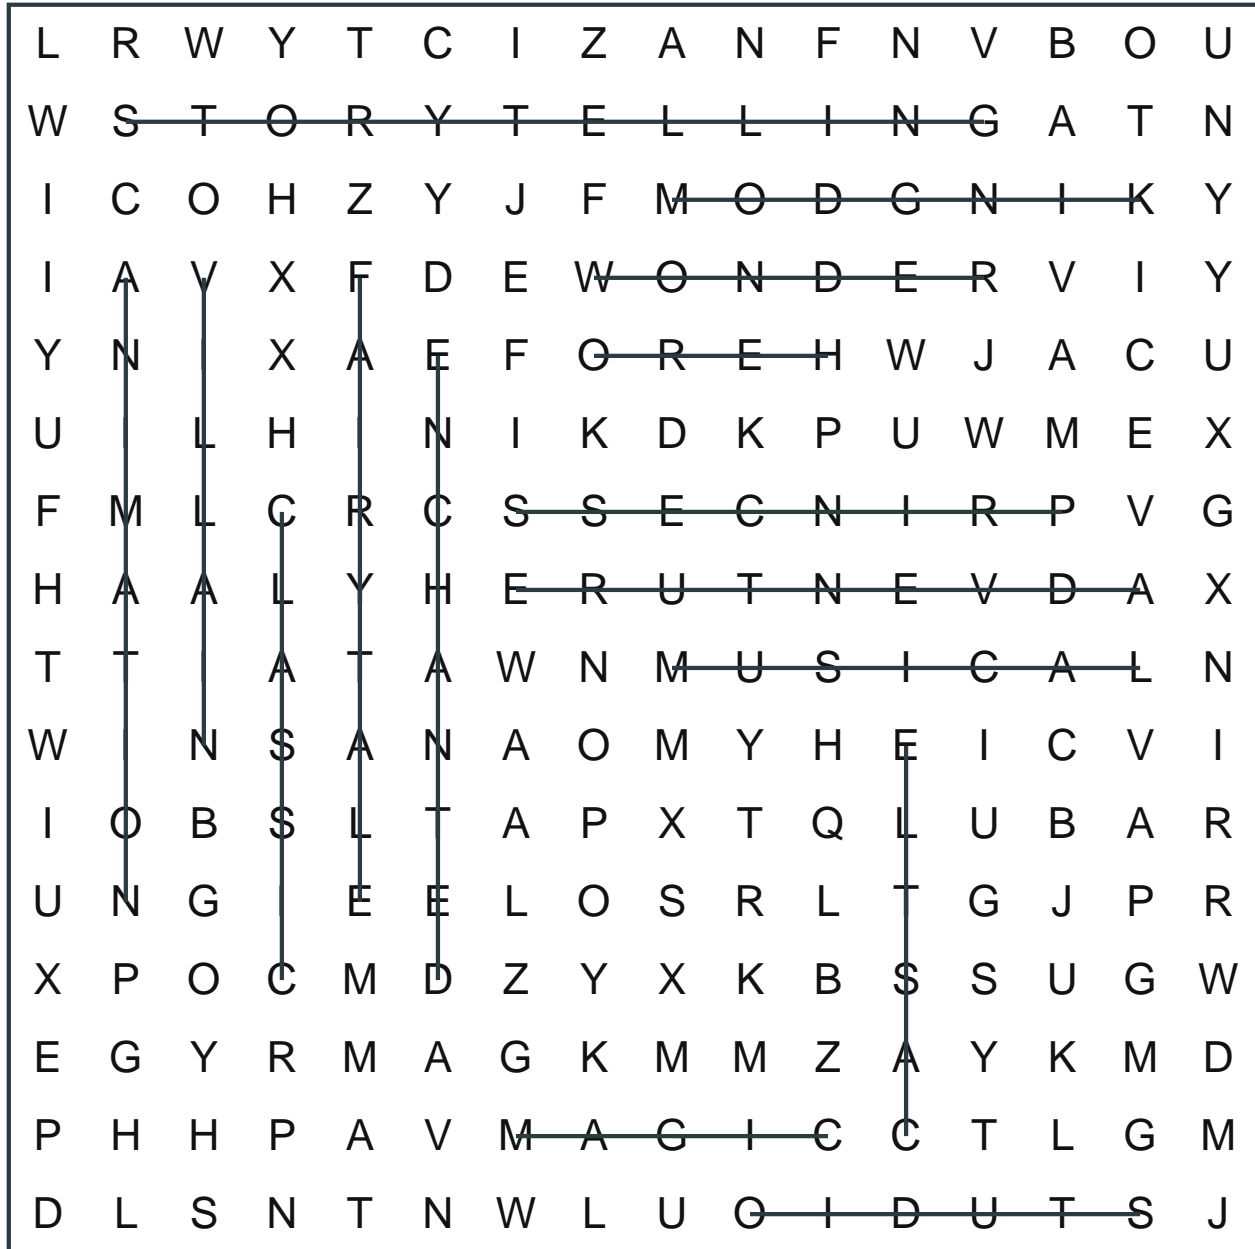 L R W Y T C I Z A N F N V B O U
W S T O R Y T E L L I N G A T N
I C O H Z Y J F M O D G N I K Y
I A V X F D E W O N D E R V I Y
Y N I X A E F O R E H W J A C U
U I L H I N I K D K P U W M E X
F M L C R C S S E C N I R P V G
H A A L Y H E R U T N E V D A X
T T I A T A W N M U S I C A L N
W I N S A N A O M Y H E I C V I
I O B S L T A P X T Q L U B A R
U N G I E E L O S R L T G J P R
X P O C M D Z Y X K B S S U G W
E G Y R M A G K M M Z A Y K M D
P H H P A V M A G I C C T L G M
D L S N T N W L U O I D U T S J